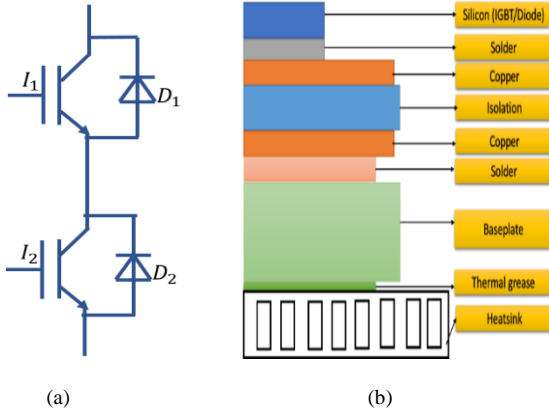 I₁
D₁
I₂
D₂
Silicon (IGBT/Diode)
Solder
Copper
Isolation
Copper
Solder
Baseplate
Thermal grease
Heatsink
(a)
(b)